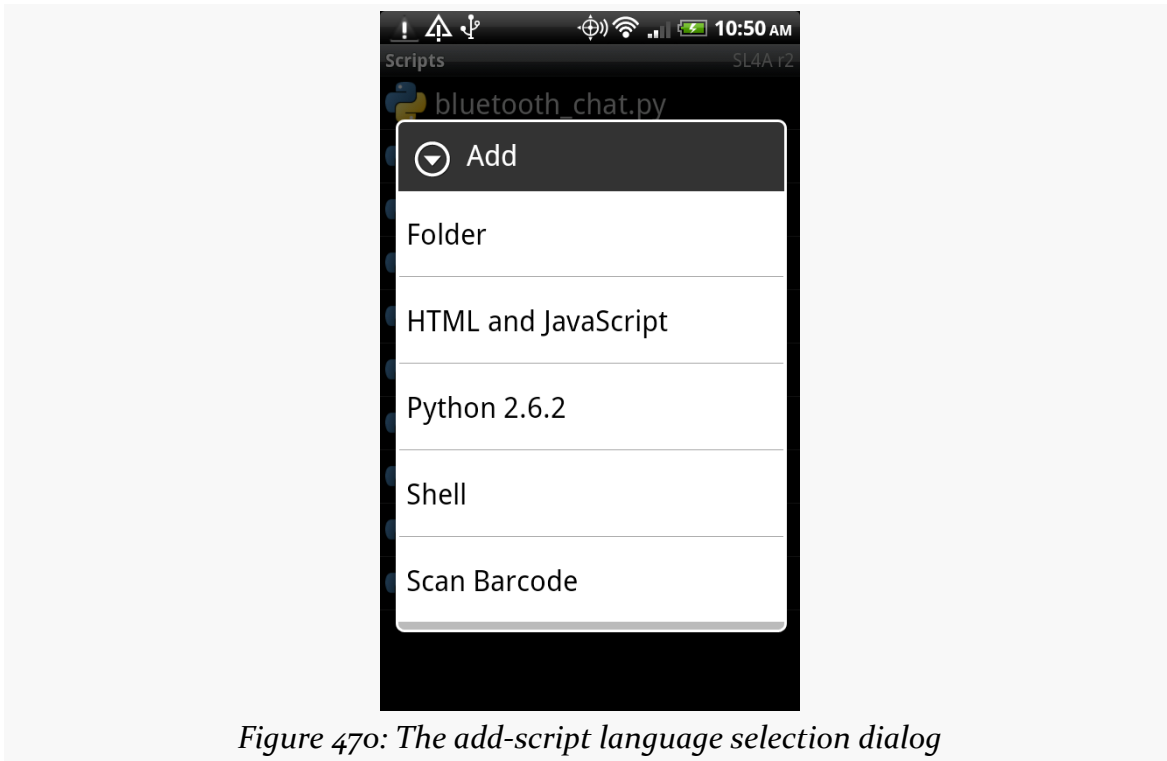 10:50 AM
Scripts SL4A r2
bluetooth_chat.py
Add
Folder
HTML and JavaScript
Python 2.6.2
Shell
Scan Barcode
Figure 470: The add-script language selection dialog